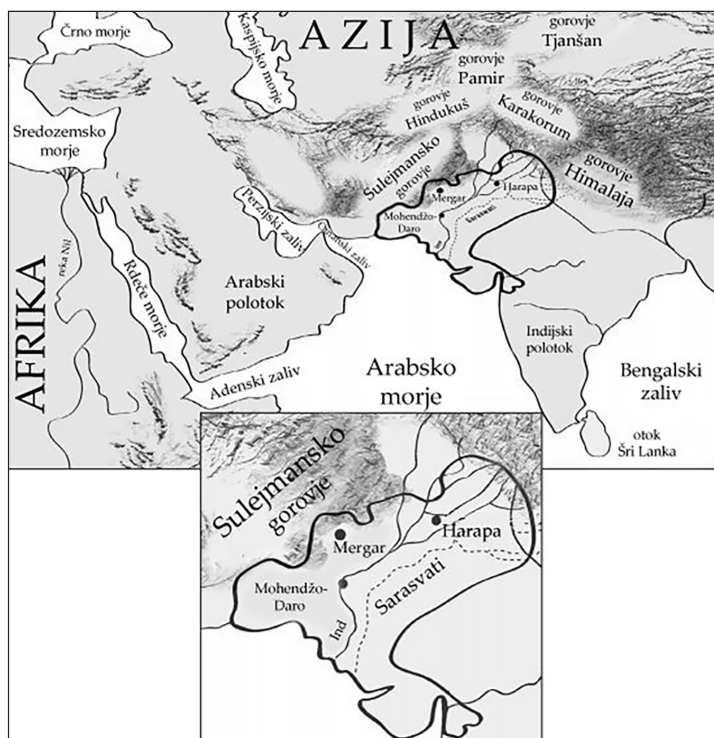 Črno morje
Kaspijsko morje
AZIJA
gorovje
Tjanšan
gorovje
Pamir
gorovje
Hindukuš
gorovje
Karakorum
Sredozemsko
morje
Sulejmansko
gorovje
gorovje
Himalaja
Mergar
Harapa
Mohendžo-
Daro
Sarasvati
Ind
Perzijski zaliv
Omanski zaliv
reka Nil
Rdeče morje
Arabski
polotok
AFRIKA
Indijski
polotok
Adenski zaliv
Arabsko
morje
Bengalski
zaliv
otok
Šri Lanka
Sulejmansko
gorovje
Mergar
Harapa
Mohendžo-
Daro
Sarasvati
Ind